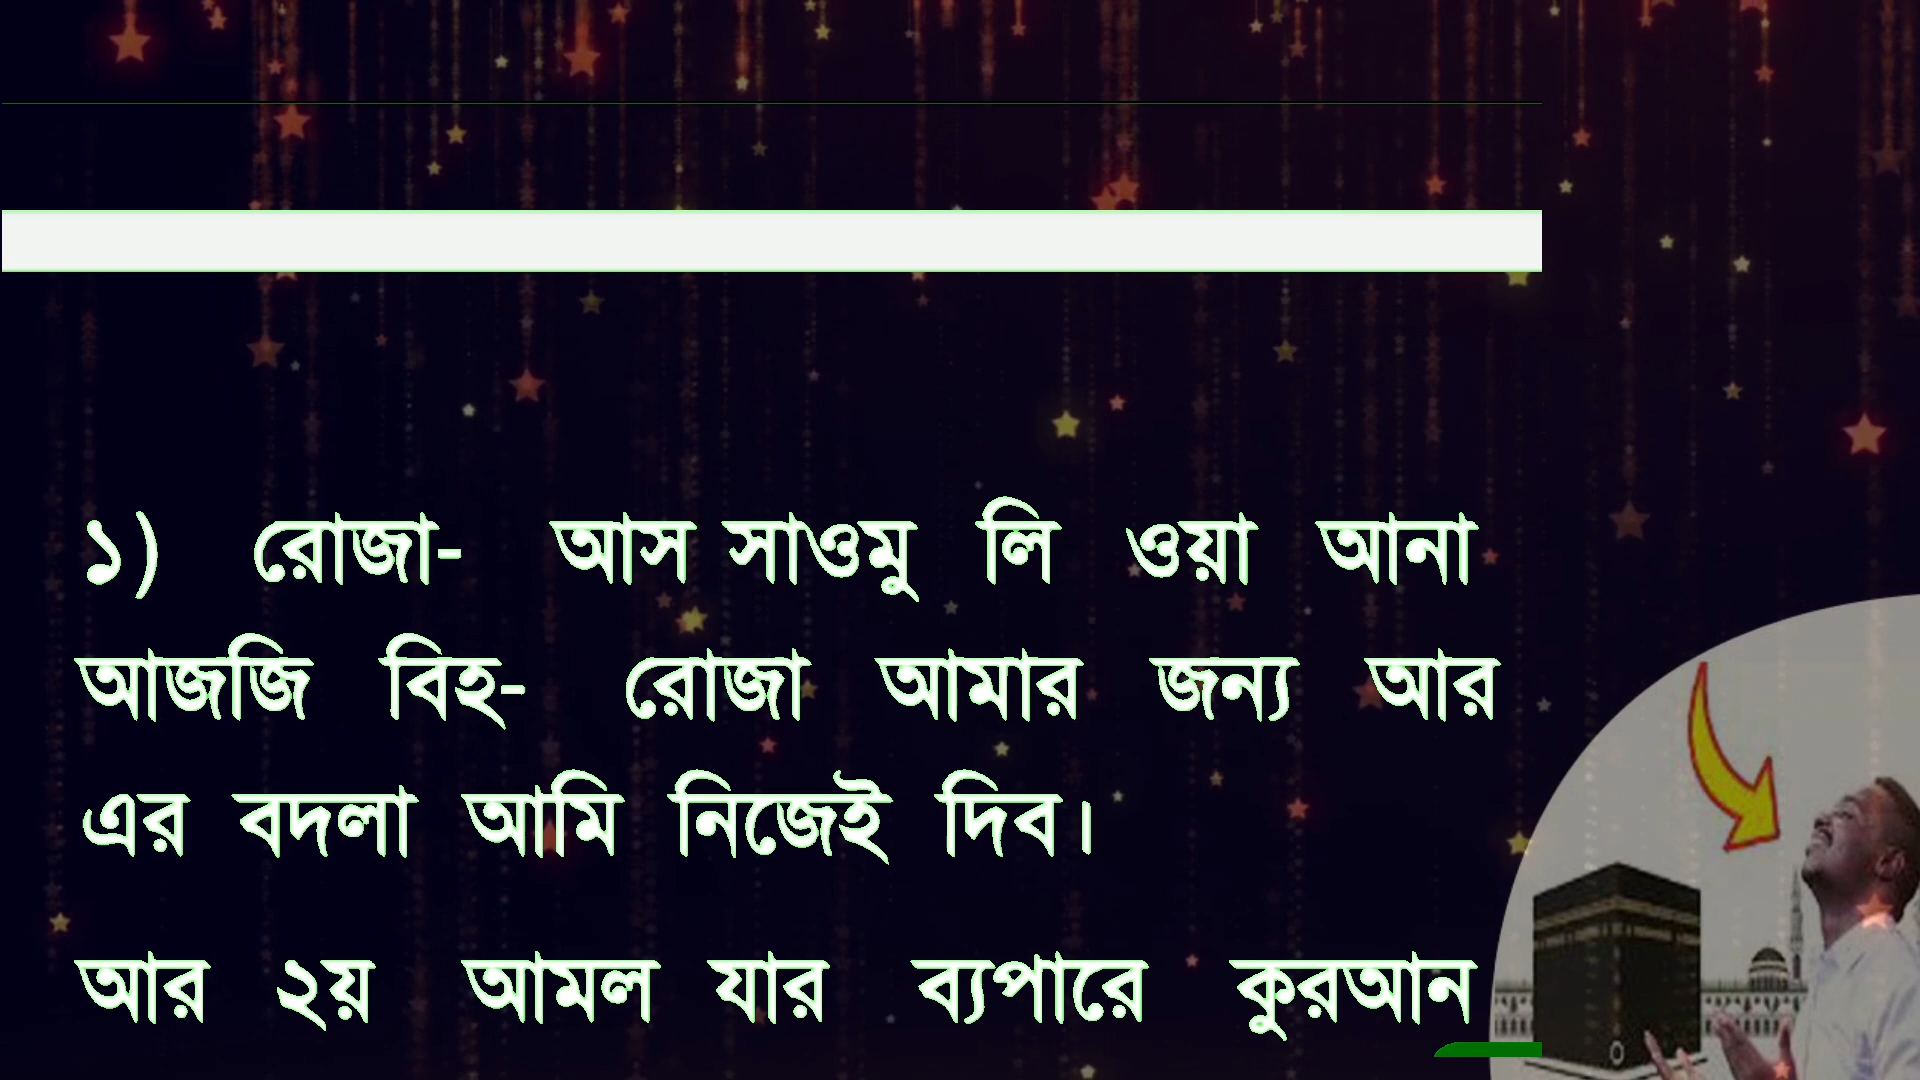 ১) রোজা- আস সাওমু লি ওয়া আনা
আজজি বিহ- রোজা আমার জন্য আর
এর বদলা আমি নিজেই দিব।
আর ২য় আমল যার ব্যপারে কুরআন